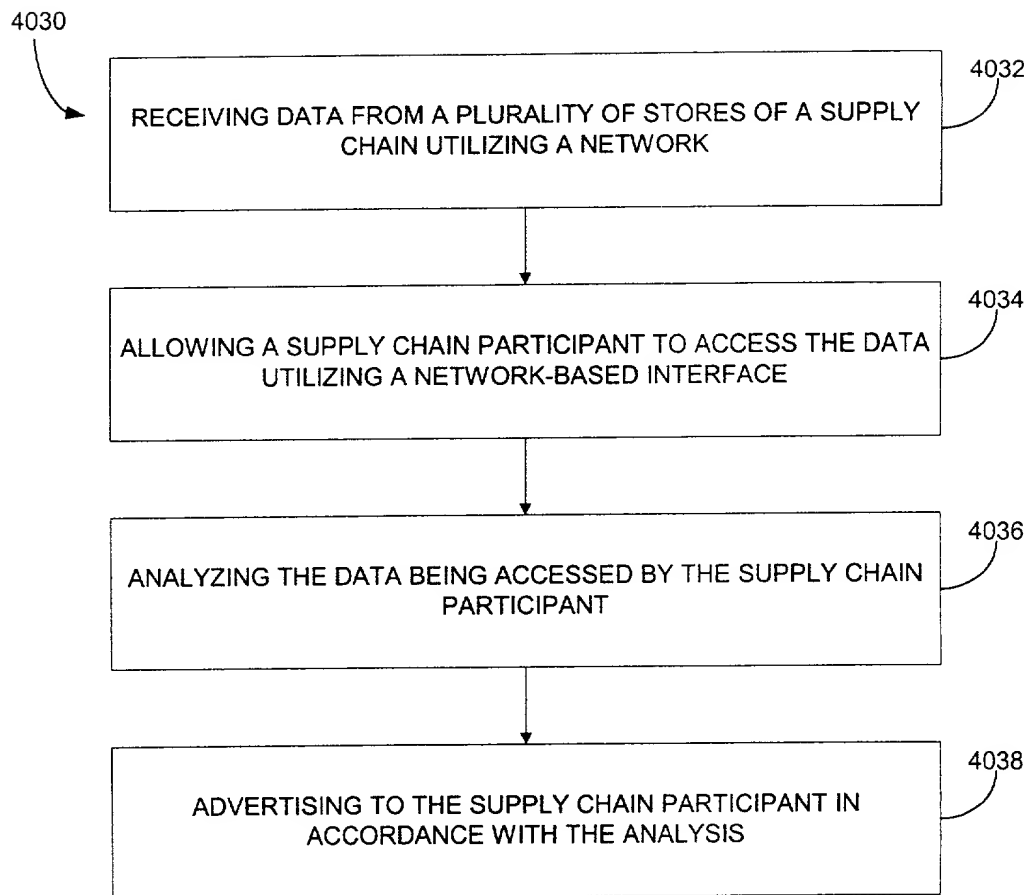 4030
4032
RECEIVING DATA FROM A PLURALITY OF STORES OF A SUPPLY
CHAIN UTILIZING A NETWORK
4034
ALLOWING A SUPPLY CHAIN PARTICIPANT TO ACCESS THE DATA
UTILIZING A NETWORK-BASED INTERFACE
4036
ANALYZING THE DATA BEING ACCESSED BY THE SUPPLY CHAIN
PARTICIPANT
4038
ADVERTISING TO THE SUPPLY CHAIN PARTICIPANT IN
ACCORDANCE WITH THE ANALYSIS